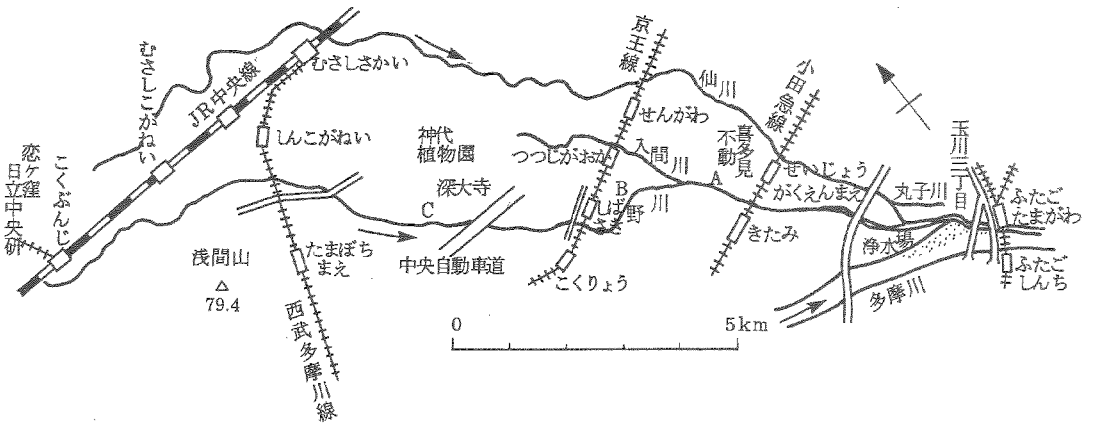 むさしこがねい
JR中央線
むさしさかい
京王線
仙川
小田急線
玉川三丁目
恋ヶ窪
日立中央研
こくぶんじ
しんこがねい
神代
植物園
せんがわ
つつじがおか
入間川
喜多見
不動
せいじょう
がくえんまえ
丸子川
ふたご
たまがわ
深大寺
A
B
C
しばさき
野川
浅間山
79.4
たまぼち
まえ
中央自動車道
こくりょう
きたみ
浄水場
多摩川
ふたご
しんち
西武多摩川線
0
5km